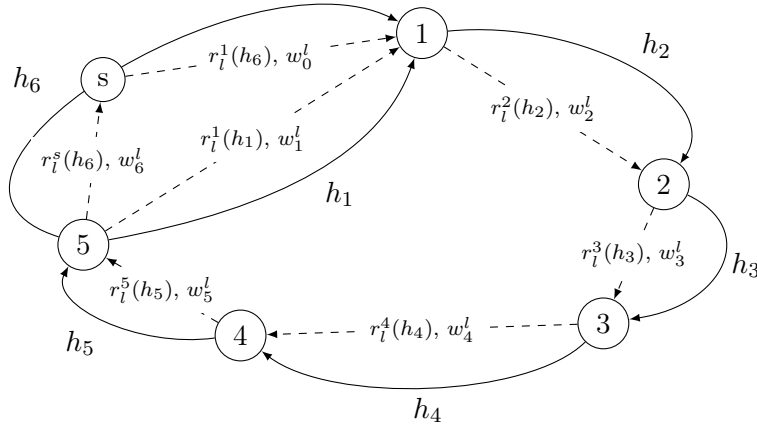 1
h₂
r_l^1(h₆), w_0^l
s
h₆
r_l^2(h₂), w_2^l
r_l^1(h₁), w_1^l
r_l^s(h₆), w_6^l
2
h₁
5
r_l^3(h₃), w_3^l
h₃
r_l^5(h₅), w_5^l
r_l^4(h₄), w_4^l
3
4
h₅
h₄